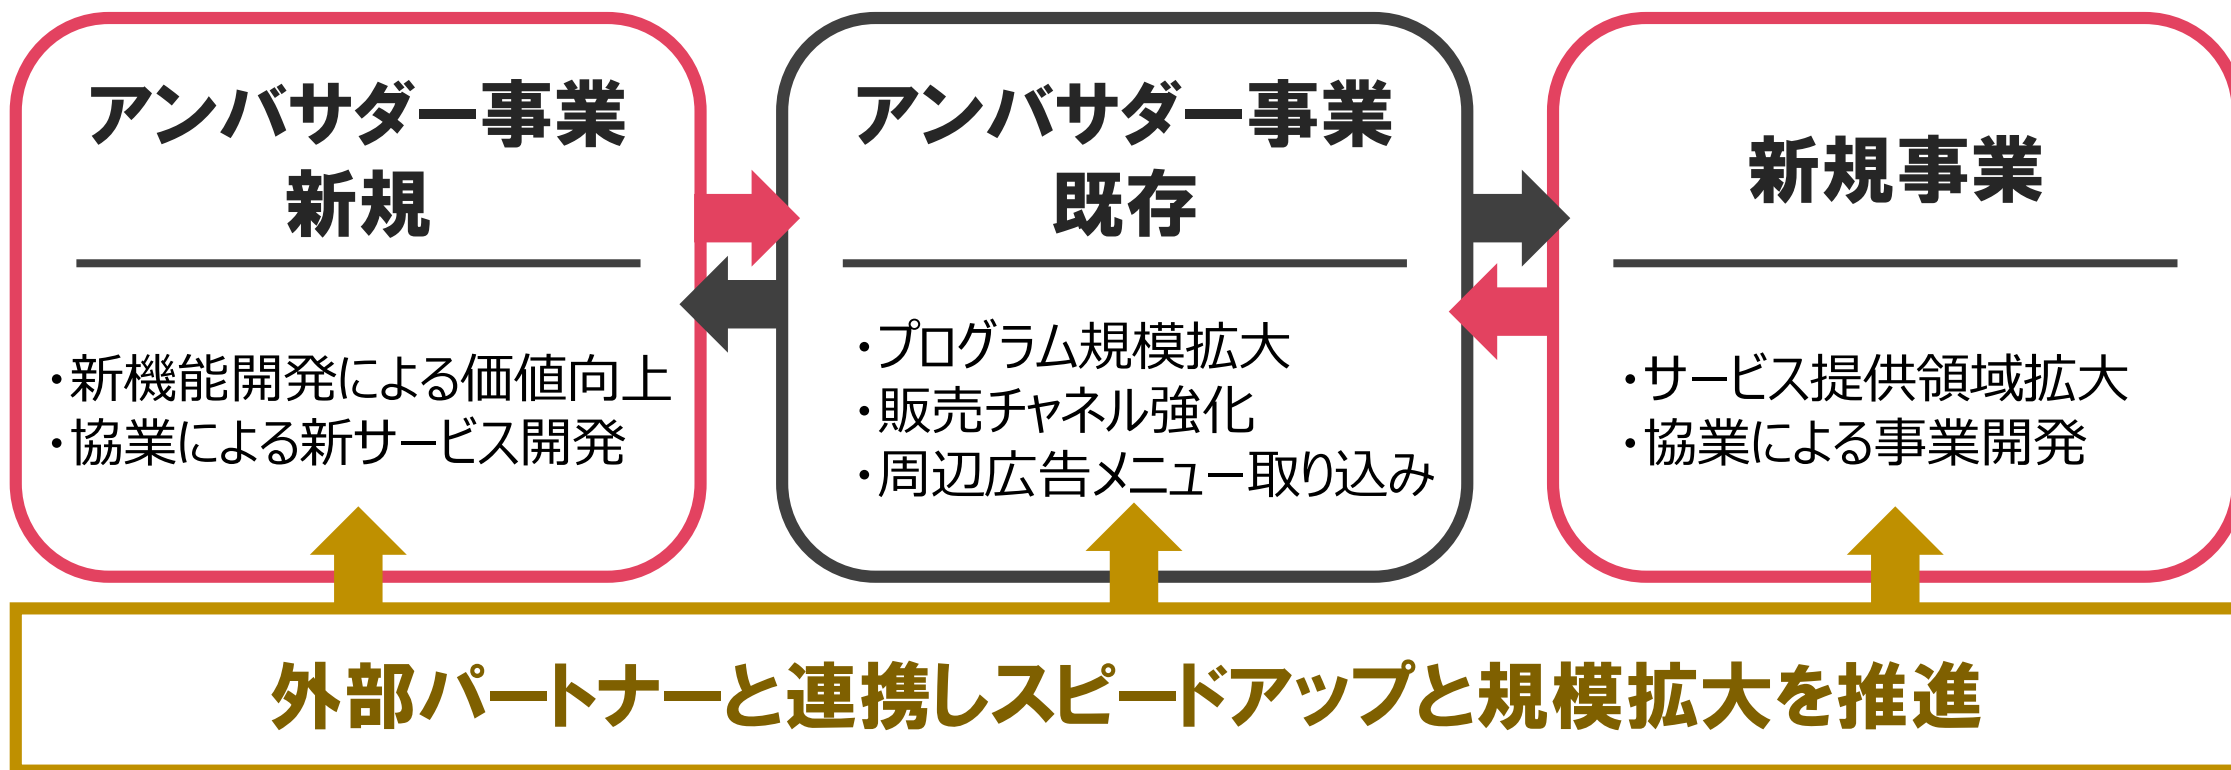 アンバサダー事業
新規
・新機能開発による価値向上
・協業による新サービス開発
アンバサダー事業
既存
・プログラム規模拡大
・販売チャネル強化
・周辺広告メニュー取り込み
新規事業
・サービス提供領域拡大
・協業による事業開発
外部パートナーと連携しスピードアップと規模拡大を推進